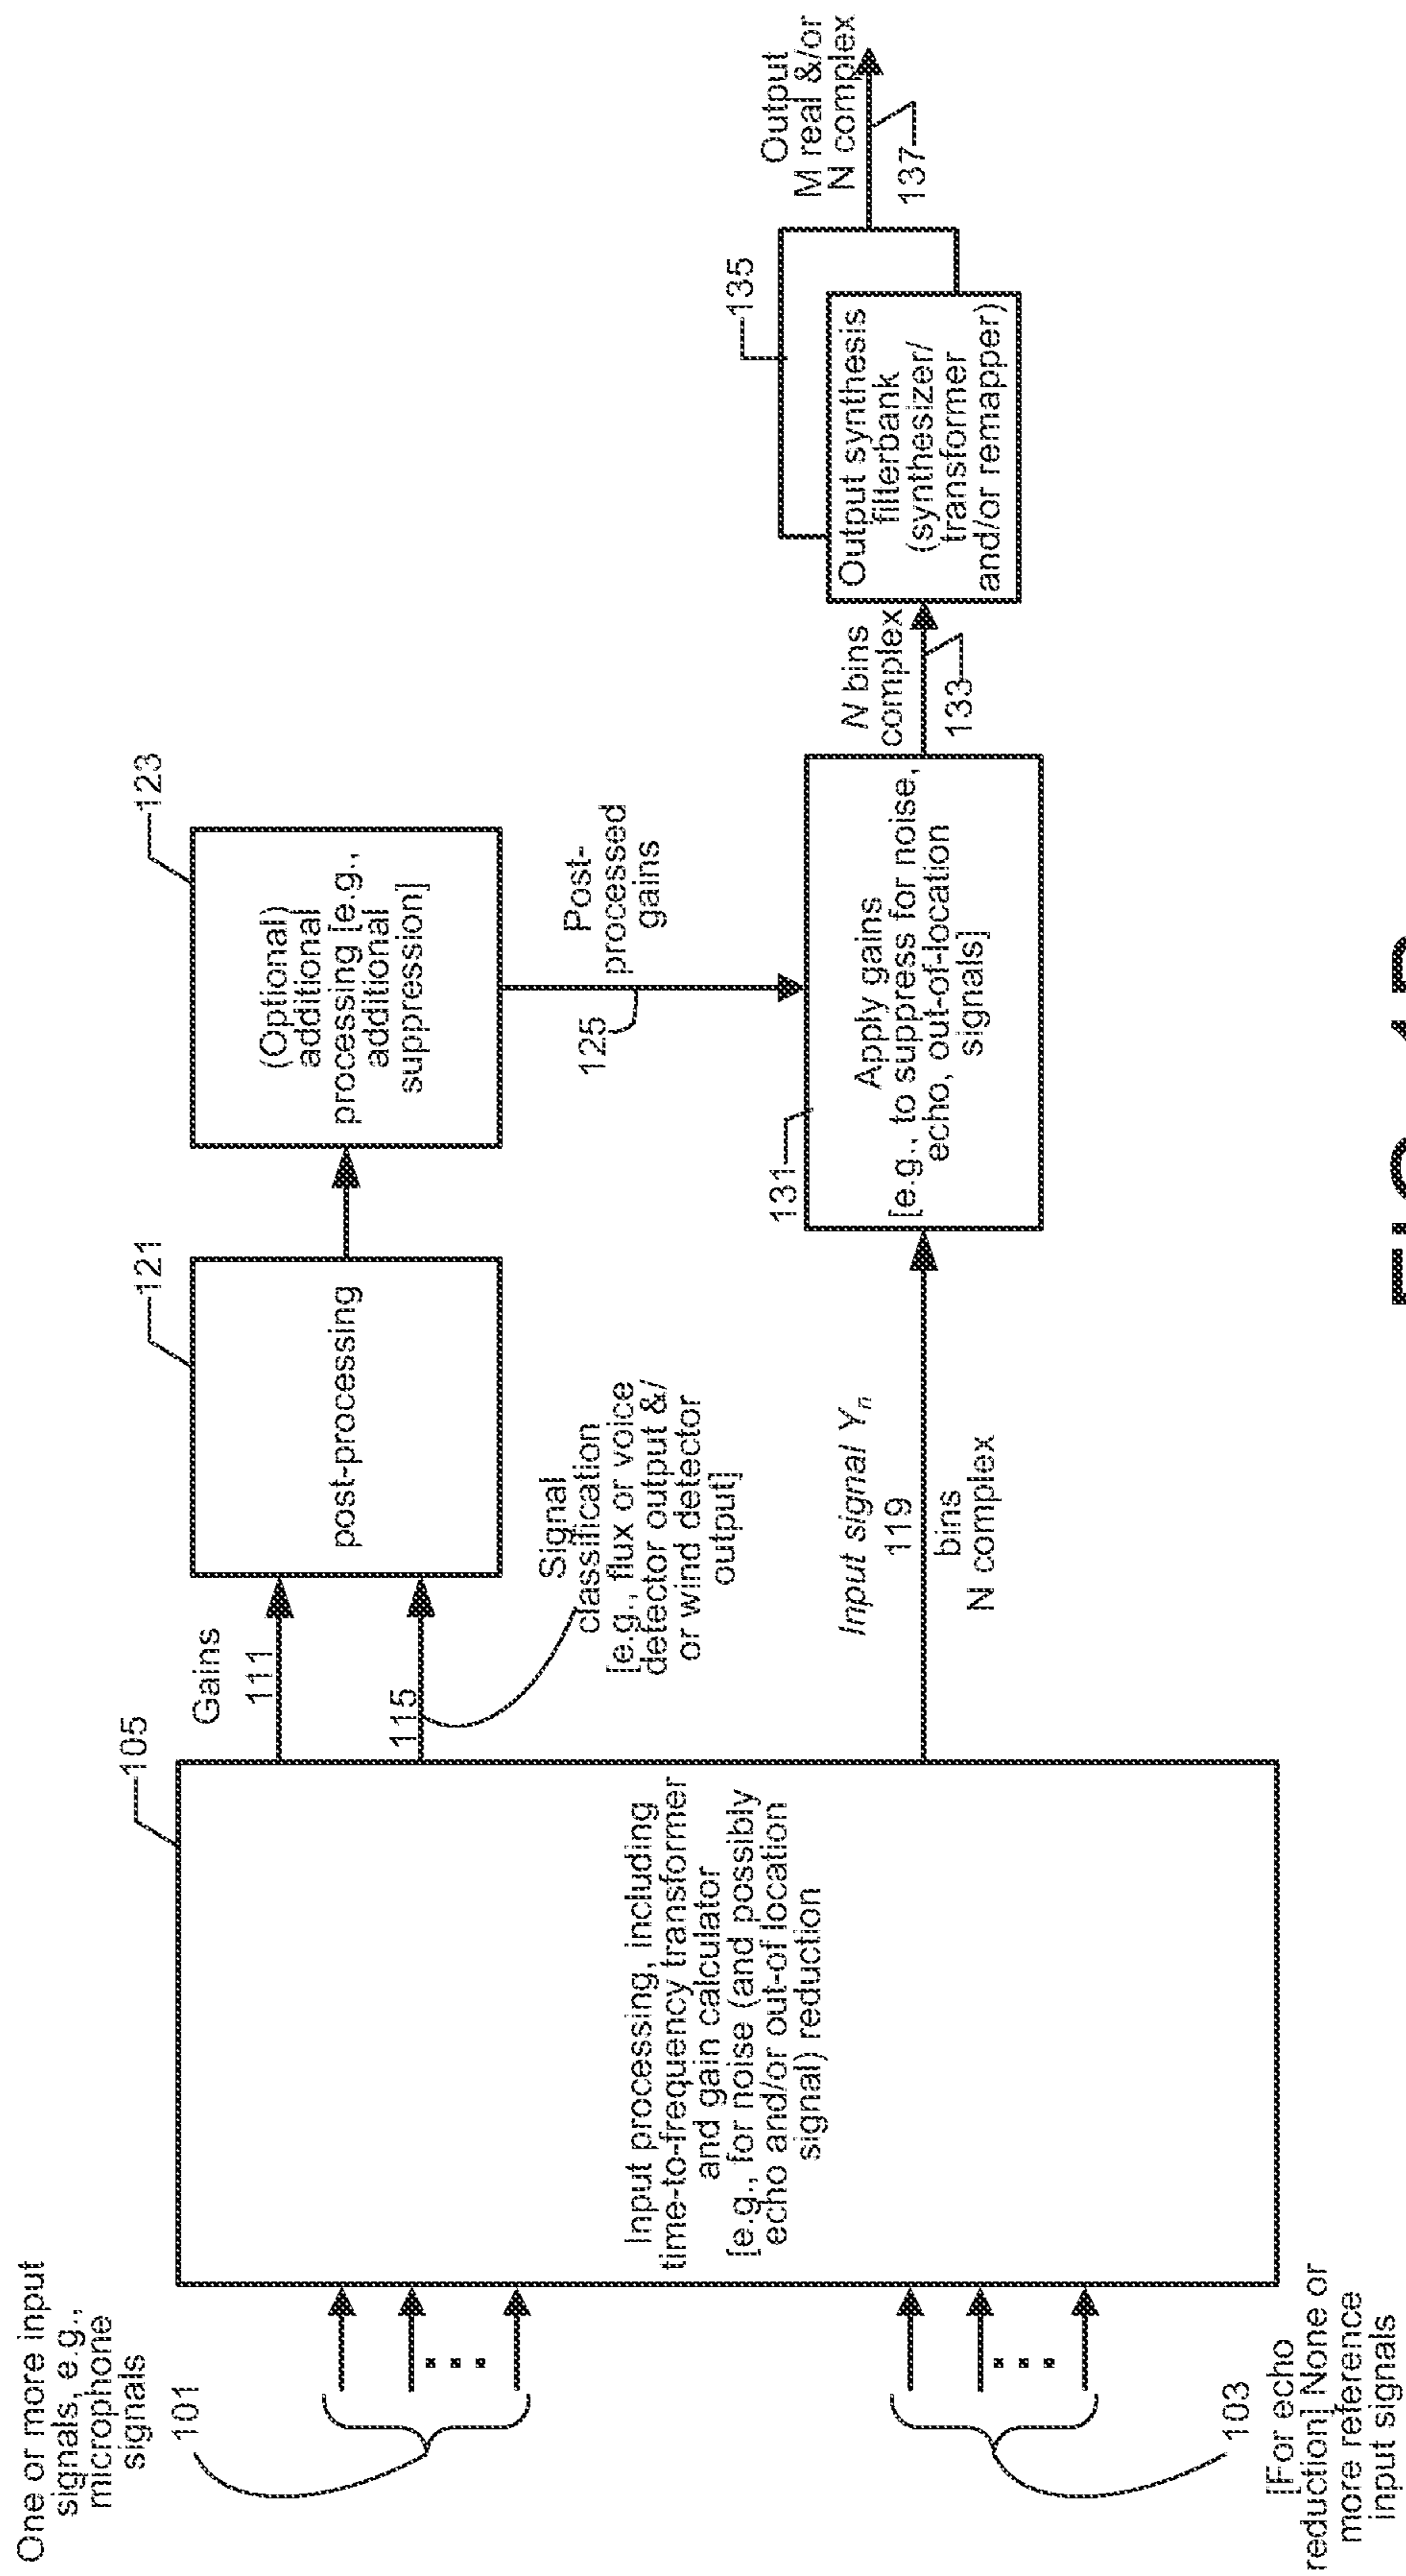 One or more input
signals, e.g.,
microphone
signals
101
[For echo
reduction] None or
more reference
input signals
103
105
Input processing, including
time-to-frequency transformer
and gain calculator
[e.g., for noise (and possibly
echo and/or out-of location
signal) reduction
Gains
111
115
Signal
classification
[e.g., flux or voice
detector output &/
or wind detector
output]
121
post-processing
123
(Optional)
additional
processing [e.g.,
additional
suppression]
125
Post-
processed
gains
Input signal Yn
119
bins
N complex
131
Apply gains
[e.g., to suppress for noise,
echo, out-of-location
signals]
N bins
complex
133
135
Output synthesis
filterbank
(synthesizer/
transformer
and/or remapper)
Output
M real &/or
N complex
137